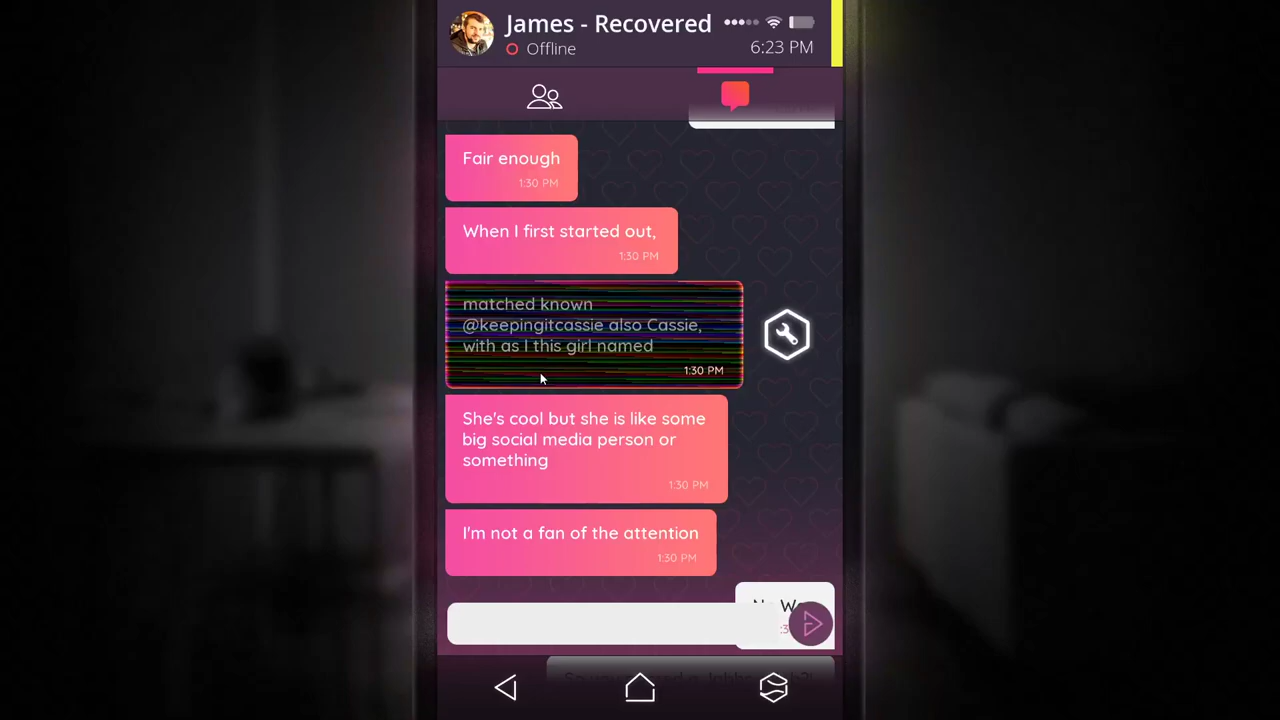 James - Recovered
Offline
6:23 PM
Fair enough
1:30 PM
When I first started out,
1:30 PM
matched known
@keepingitcassie also Cassie,
with as I this girl named
1:30 PM
She's cool but she is like some
big social media person or
something
1:30 PM
I'm not a fan of the attention
1:30 PM